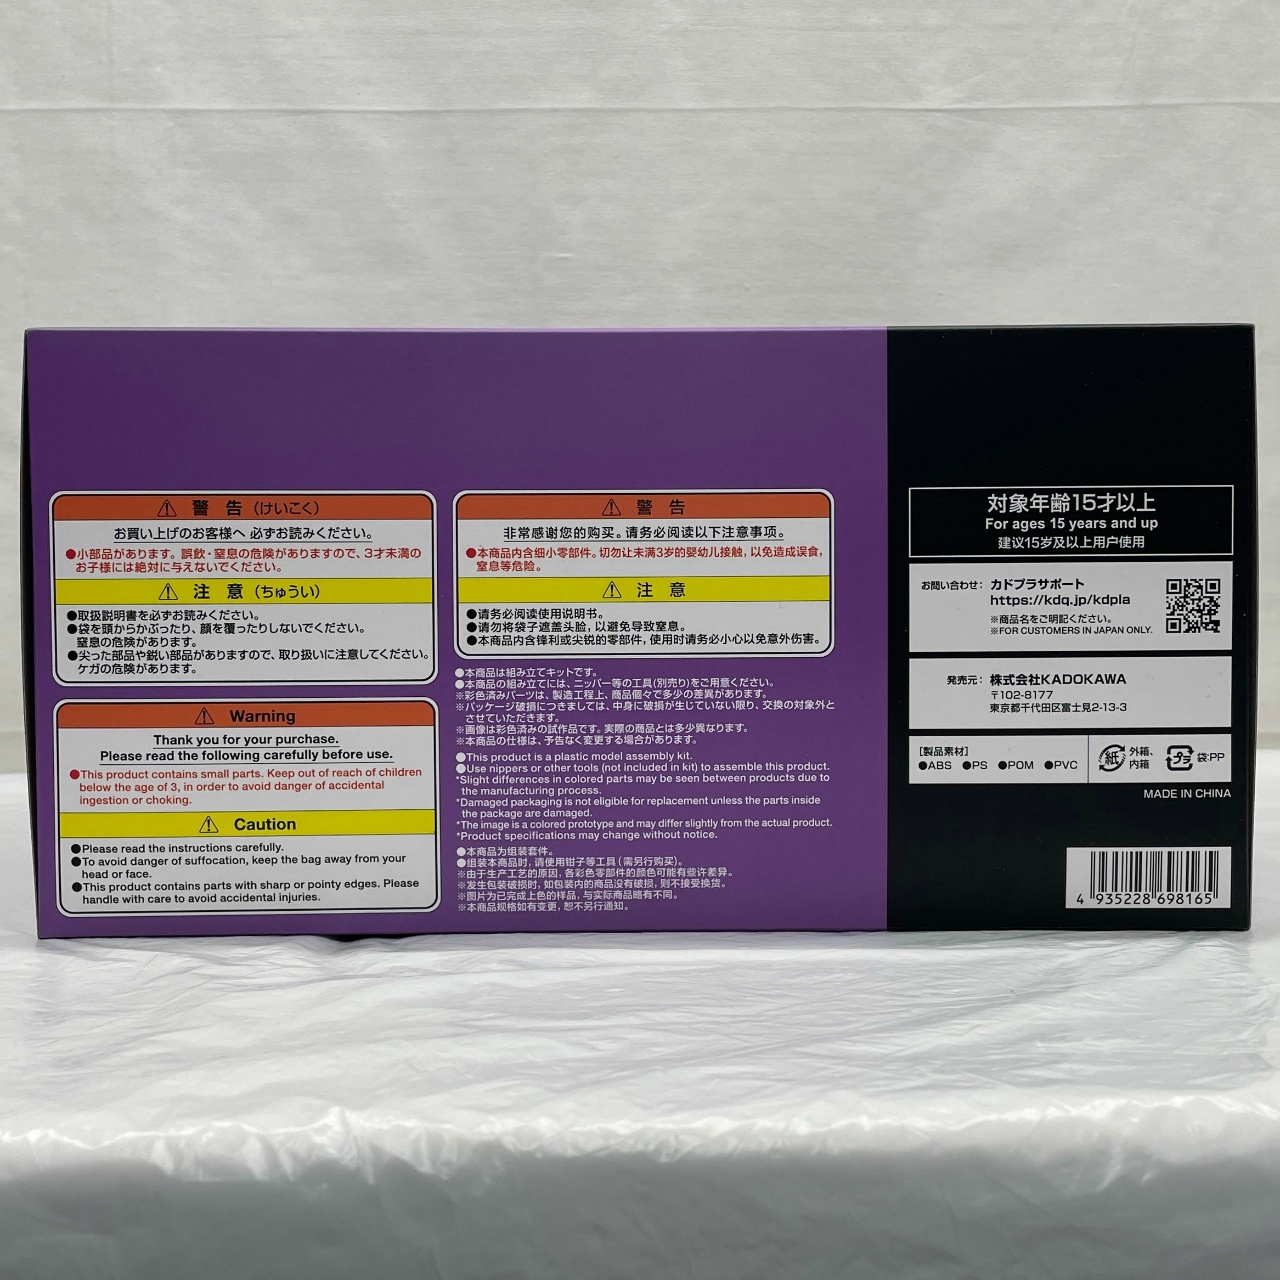 警 告 (けいこく)
お買い上げのお客様へ 必ずお読みください。
●小部品があります。誤飲・窒息の危険がありますので、3才未満の
お子様には絶対に与えないでください。
注 意 (ちゅうい)
●取扱説明書を必ずお読みください。
●袋を頭からかぶったり、顔を覆ったりしないでください。
窒息の危険があります。
●尖った部品や鋭い部品がありますので、取り扱いに注意してください。
ケガの危険があります。
Warning
Thank you for your purchase.
Please read the following carefully before use.
●This product contains small parts. Keep out of reach of children
below the age of 3, in order to avoid danger of accidental
ingestion or choking.
Caution
●Please read the instructions carefully.
●To avoid danger of suffocation, keep the bag away from your
head or face.
●This product contains parts with sharp or pointy edges. Please
handle with care to avoid accidental injuries.
警 告
非常感谢您的购买。请务必阅读以下注意事项。
●本商品内含细小零部件。切勿让未满3岁的婴幼儿接触，以免造成误食，
窒息等危险。
注 意
●请务必阅读使用说明书。
●请勿将袋子遮盖头脸，以避免导致窒息。
●本商品内含锋利或尖锐的零部件，使用时请务必小心以免意外伤害。
●本商品は組み立てキットです。
●本商品の組み立てには、ニッパー等の工具(別売り)をご用意ください。
※彩色済みパーツは、製造工程上、商品個々で多少の差異があります。
※パッケージ破損につきましては、中身に破損が生じていない限り、交換の対象外と
させていただきます。
※画像は彩色済みの試作品です。実際の商品とは多少異なります。
※本商品の仕様は、予告なく変更する場合があります。
●This product is a plastic model assembly kit.
●Use nippers or other tools (not included in kit) to assemble this product.
*Slight differences in colored parts may be seen between products due to
the manufacturing process.
*Damaged packaging is not eligible for replacement unless the parts inside
the package are damaged.
*The image is a colored prototype and may differ slightly from the actual product.
*Product specifications may change without notice.
●本商品为组装套件。
●组装本商品时，请使用钳子等工具(需另行购买)。
※由于生产工艺的原因，各彩色零部件的颜色可能有些许差异。
※发生包装破损时，如包装内的商品没有破损，则不接受换货。
※图片为已完成上色的样品，与实际商品略有不同。
※本商品规格如有变更，恕不另行通知。
対象年齢15才以上
For ages 15 years and up
建议15岁及以上用户使用
お問い合わせ： カドプラサポート
https://kdq.jp/kdpla
※商品名をご明記ください。
※FOR CUSTOMERS IN JAPAN ONLY.
発売元： 株式会社KADOKAWA
〒102-8177
東京都千代田区富士見2-13-3
[製品素材]
●ABS ●PS ●POM ●PVC
紙 外箱、
内箱
プラ 袋:PP
MADE IN CHINA
4 935228 698165